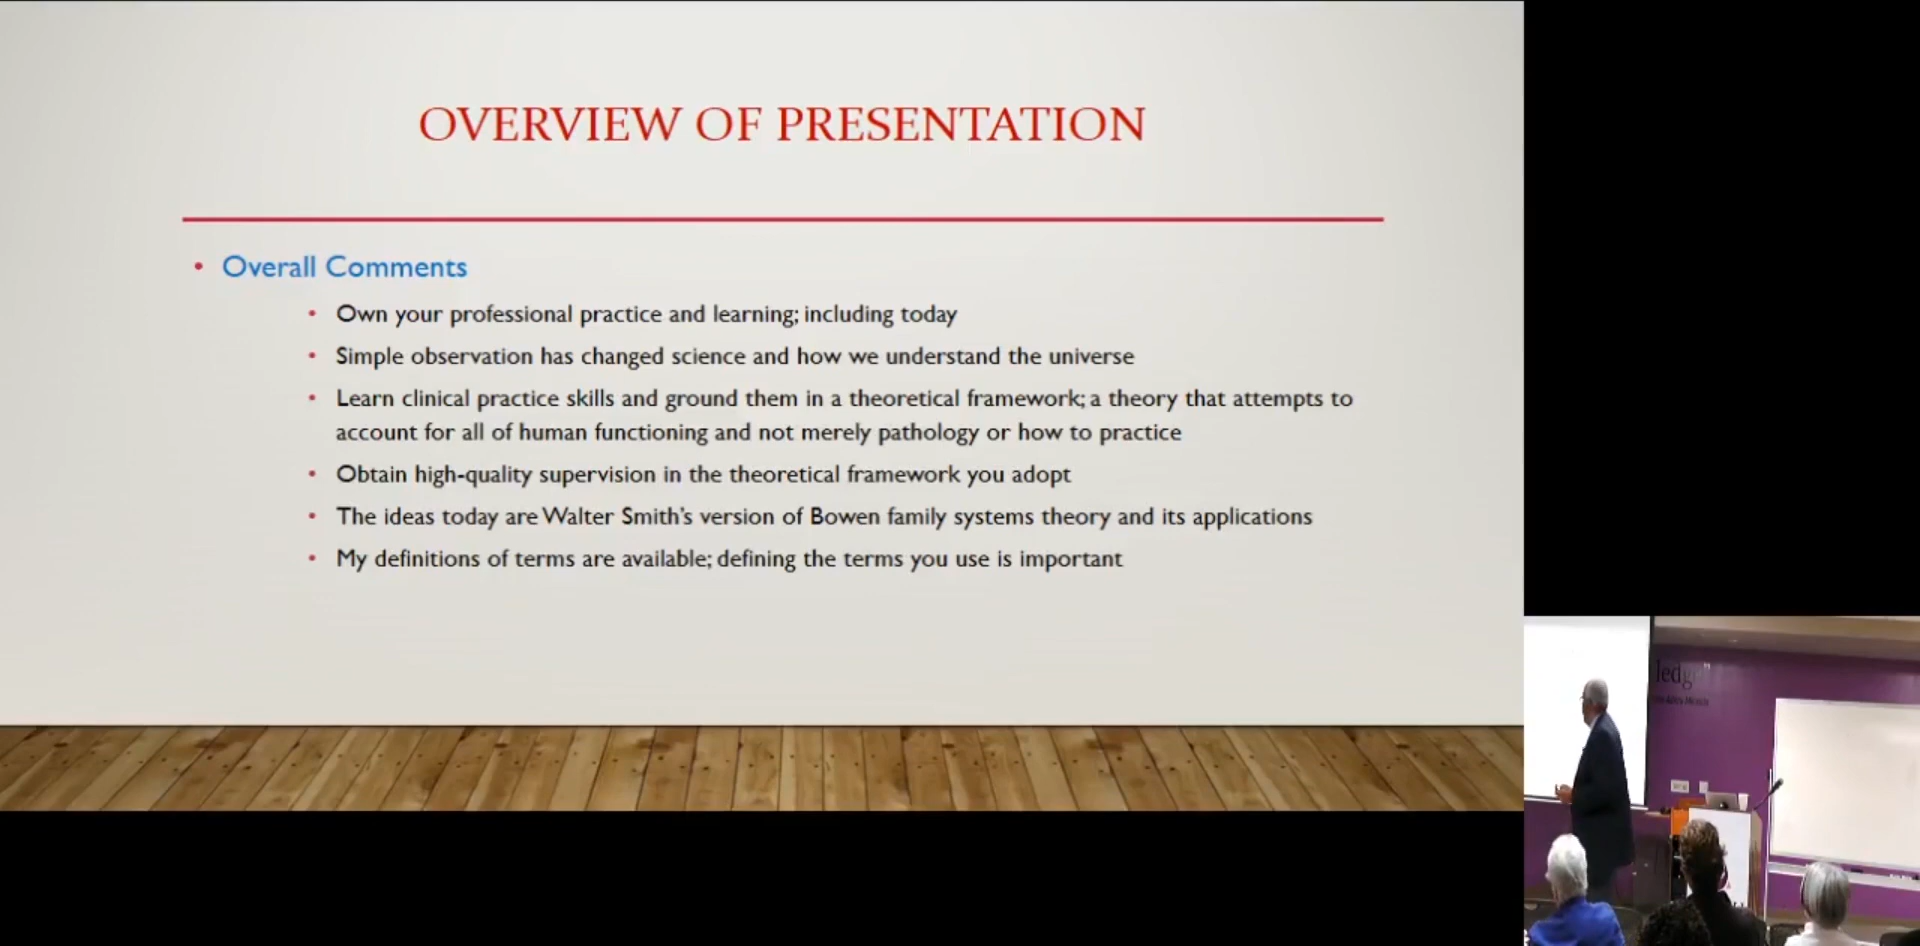 OVERVIEW OF PRESENTATION
• Overall Comments
• Own your professional practice and learning; including today
• Simple observation has changed science and how we understand the universe
• Learn clinical practice skills and ground them in a theoretical framework; a theory that attempts to
account for all of human functioning and not merely pathology or how to practice
• Obtain high-quality supervision in the theoretical framework you adopt
• The ideas today are Walter Smith's version of Bowen family systems theory and its applications
• My definitions of terms are available; defining the terms you use is important
ledge